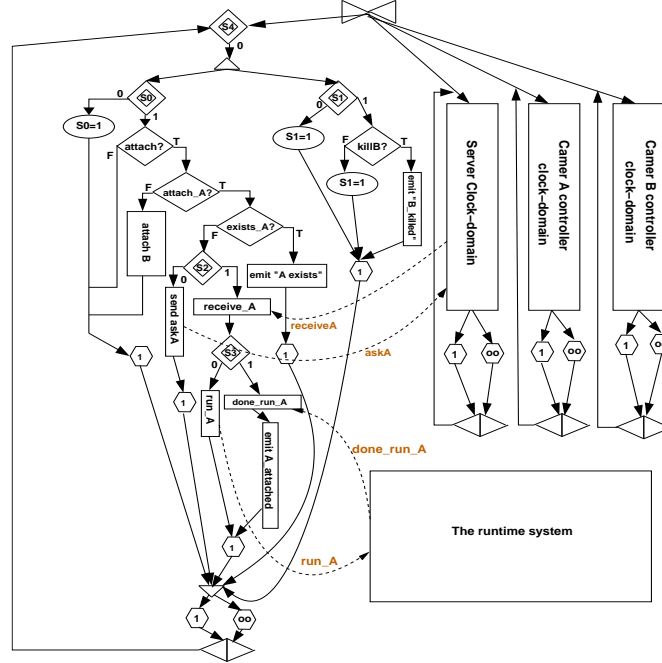 S4
0
0
S0
1
S0=1
attach?
F
T
attach_A?
F
T
attach B
exists_A?
F
T
S2
0
1
emit "A exists"
send askA
receive_A
S3
0
1
run_A
done_run_A
emit A_attached
0
S1
1
S1=1
killB?
F
T
S1=1
emit "B_killed"
1
1
1
1
1
1
oo
receiveA
askA
done_run_A
run_A
Server Clock-domain
1
oo
Camer A controller
clock-domain
1
oo
Camer B controller
clock-domain
1
oo
The runtime system